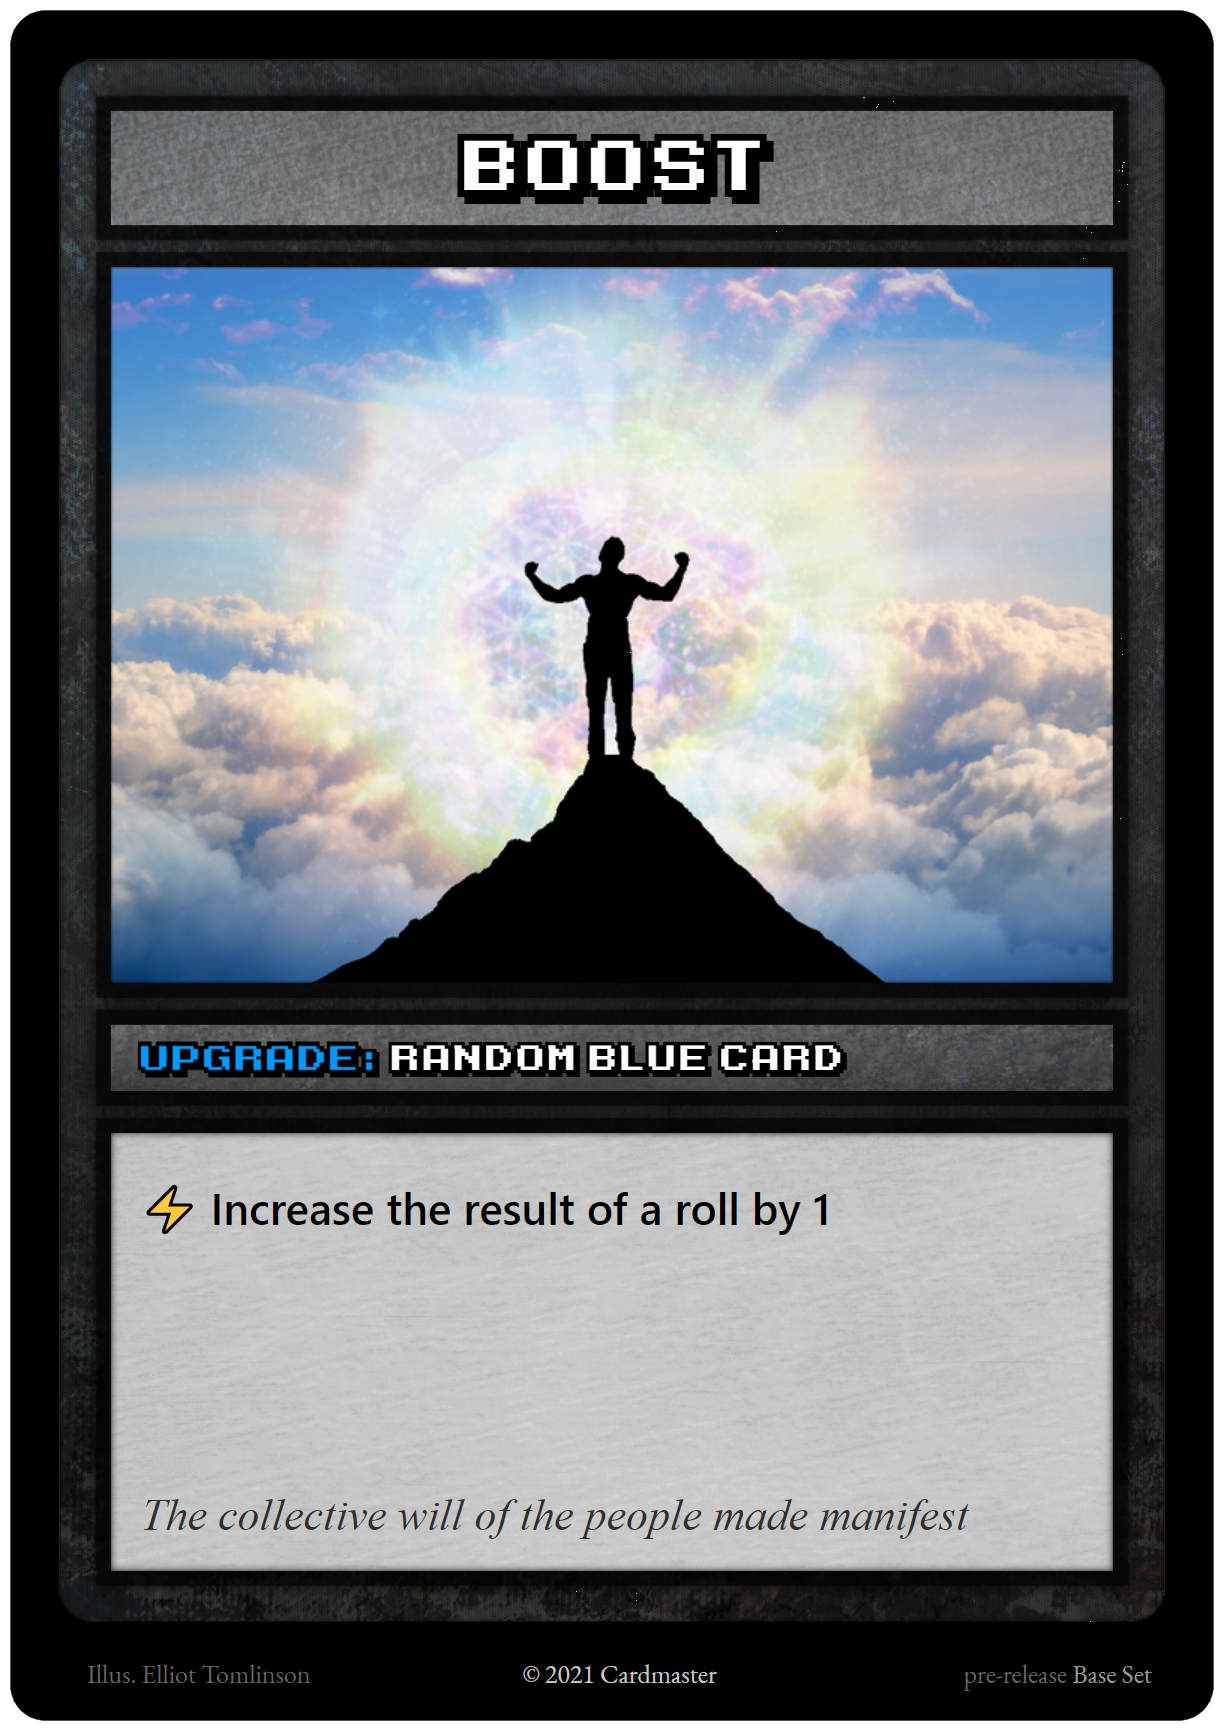 BOOST
UPGRADE: RANDOM BLUE CARD
⚡ Increase the result of a roll by 1
The collective will of the people made manifest
Illus. Elliot Tomlinson © 2021 Cardmaster pre-release Base Set